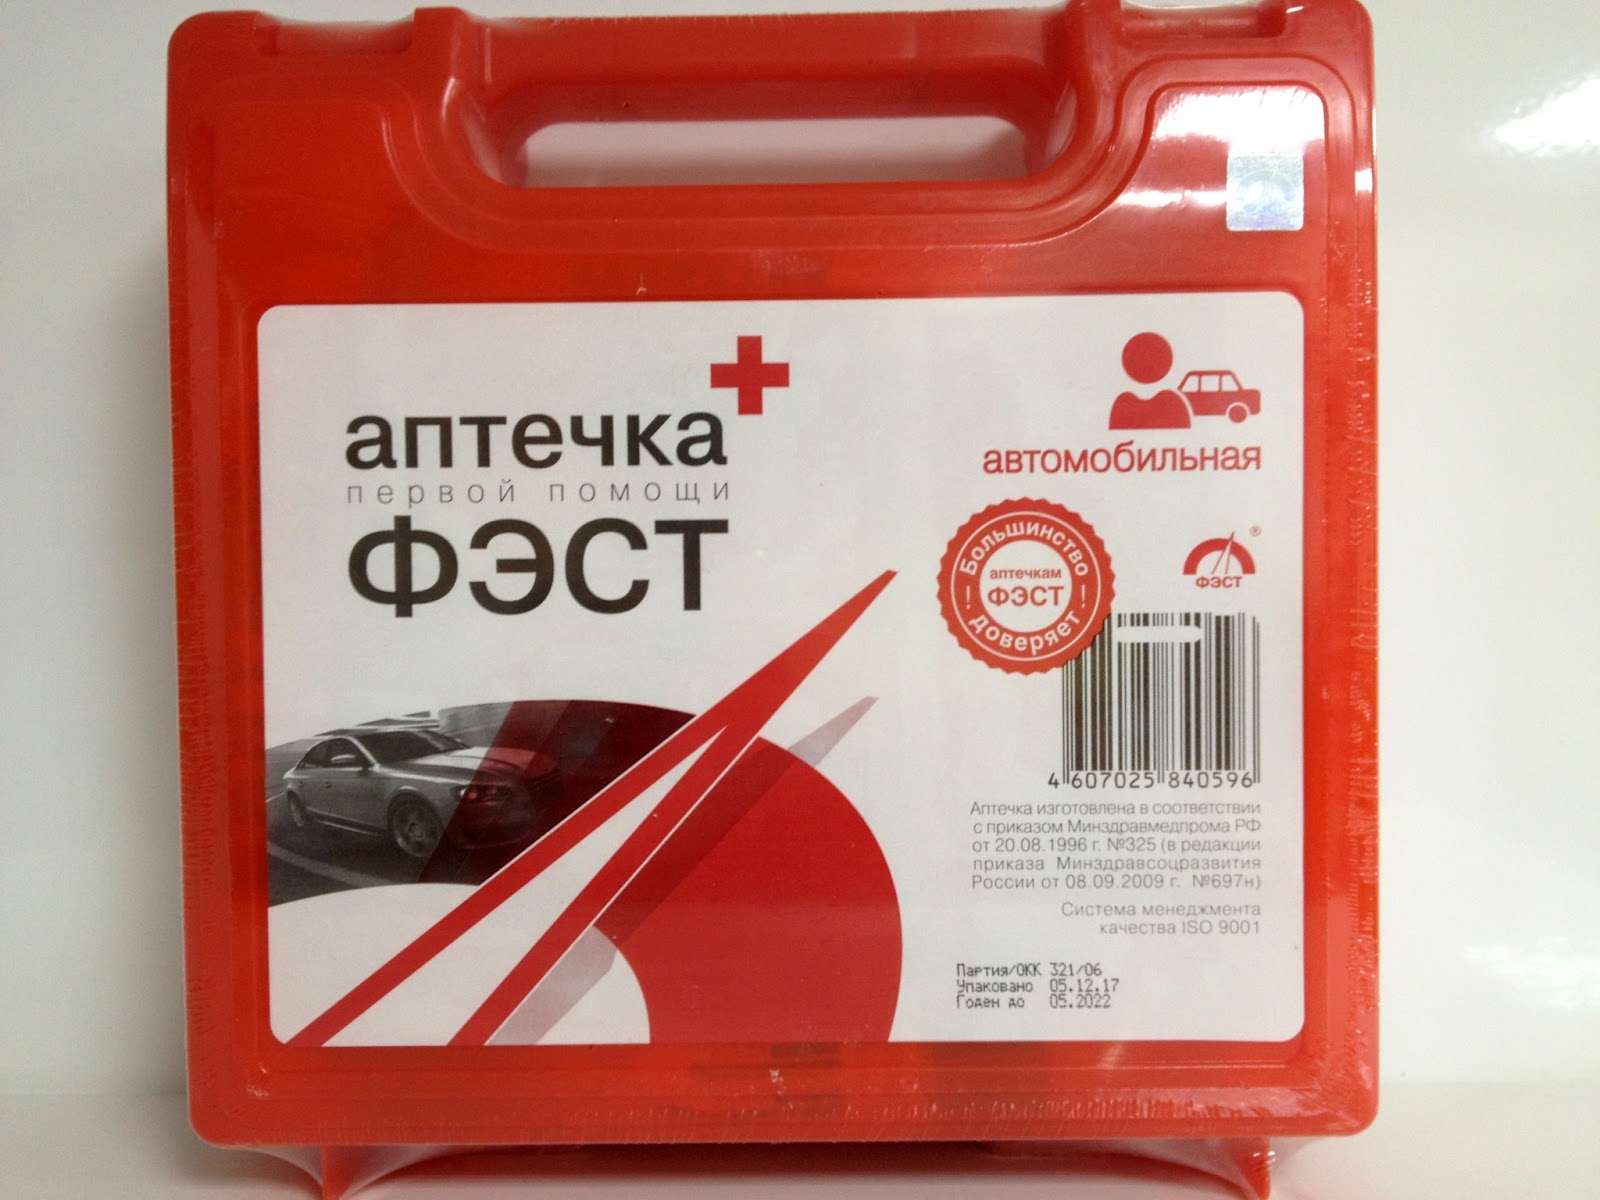 аптечка
первой помощи
ФЭСТ
автомобильная
Большинство
аптечкам
ФЭСТ
доверяет
!
!
®
ФЭСТ
4 607025 840596
Аптечка изготовлена в соответствии
с приказом Минздравмедпрома РФ
от 20.08.1996 г. №325 (в редакции
приказа Минздравсоцразвития
России от 08.09.2009 г. №697н)
Система менеджмента
качества ISO 9001
Партия/ОКК 321/06
Упаковано 05.12.17
Годен до 05.2022